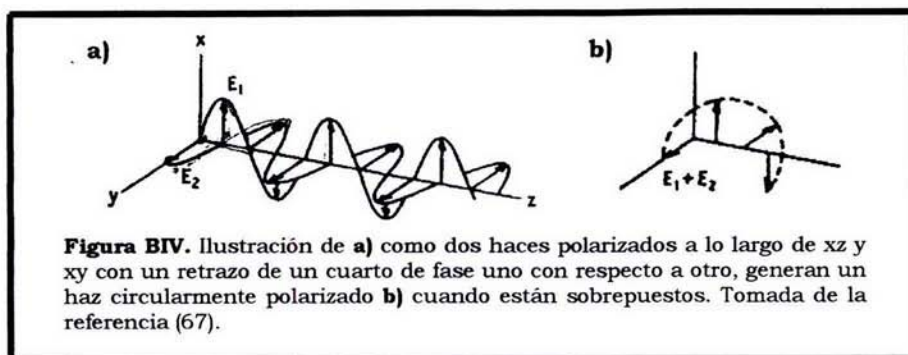 a)
x
E1
E2
y
z
b)
E1 + E2
Figura BIV. Ilustración de a) como dos haces polarizados a lo largo de xz y
xy con un retrazo de un cuarto de fase uno con respecto a otro, generan un
haz circularmente polarizado b) cuando están sobrepuestos. Tomada de la
referencia (67).